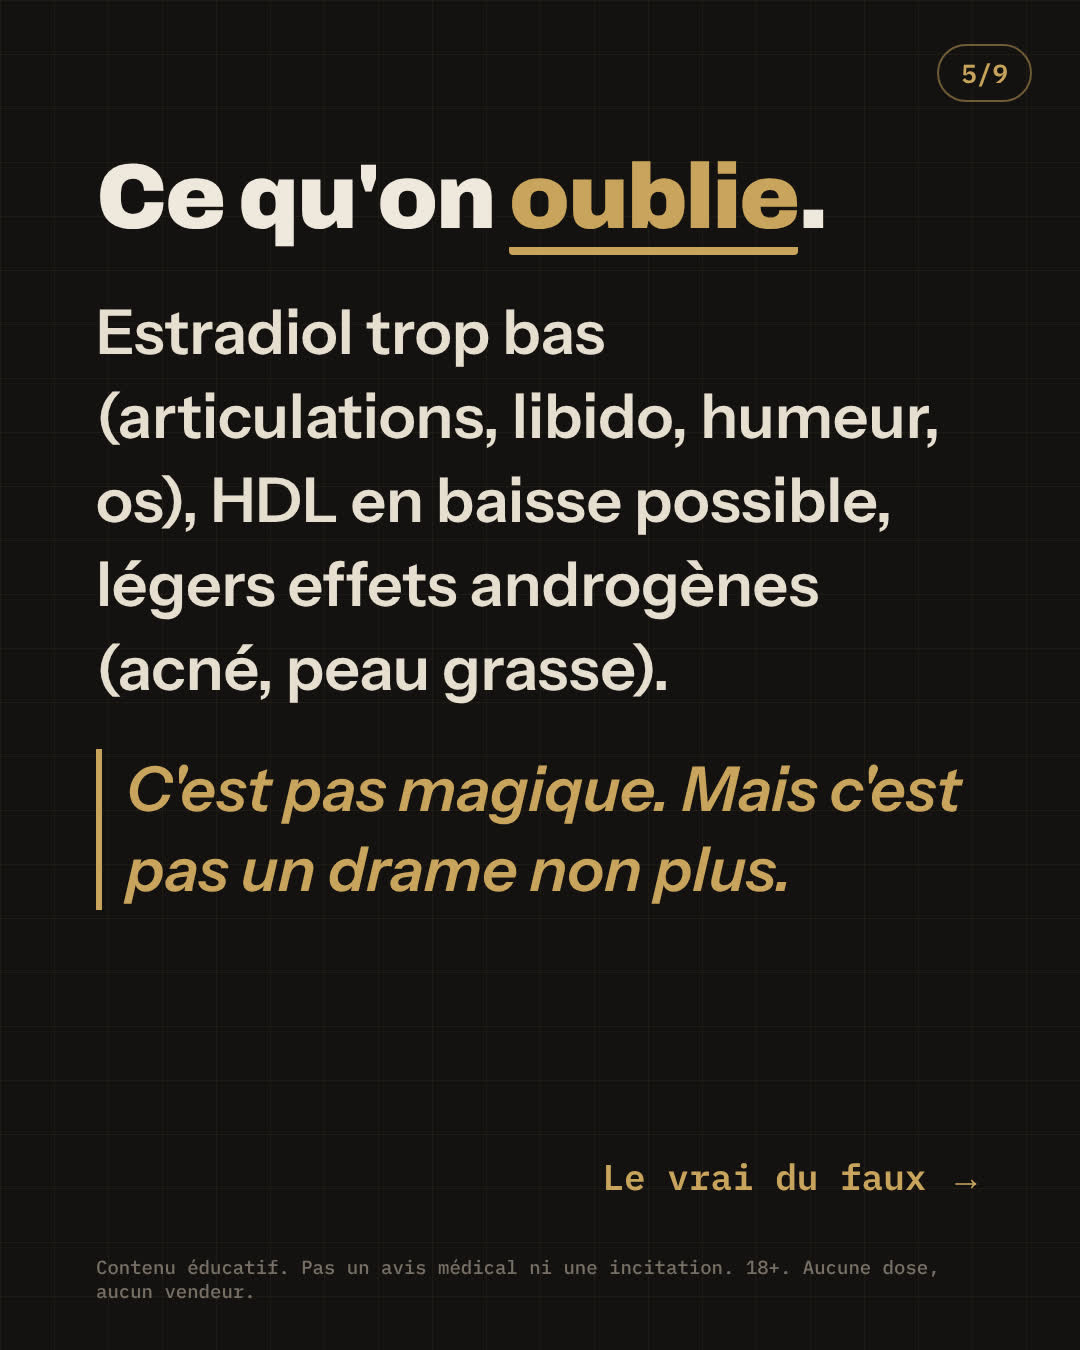 5/9
Ce qu'on oublie.
Estradiol trop bas
(articulations, libido, humeur,
os), HDL en baisse possible,
légers effets androgènes
(acné, peau grasse).
C'est pas magique. Mais c'est
pas un drame non plus.
Le vrai du faux →
Contenu éducatif. Pas un avis médical ni une incitation. 18+. Aucune dose,
aucun vendeur.